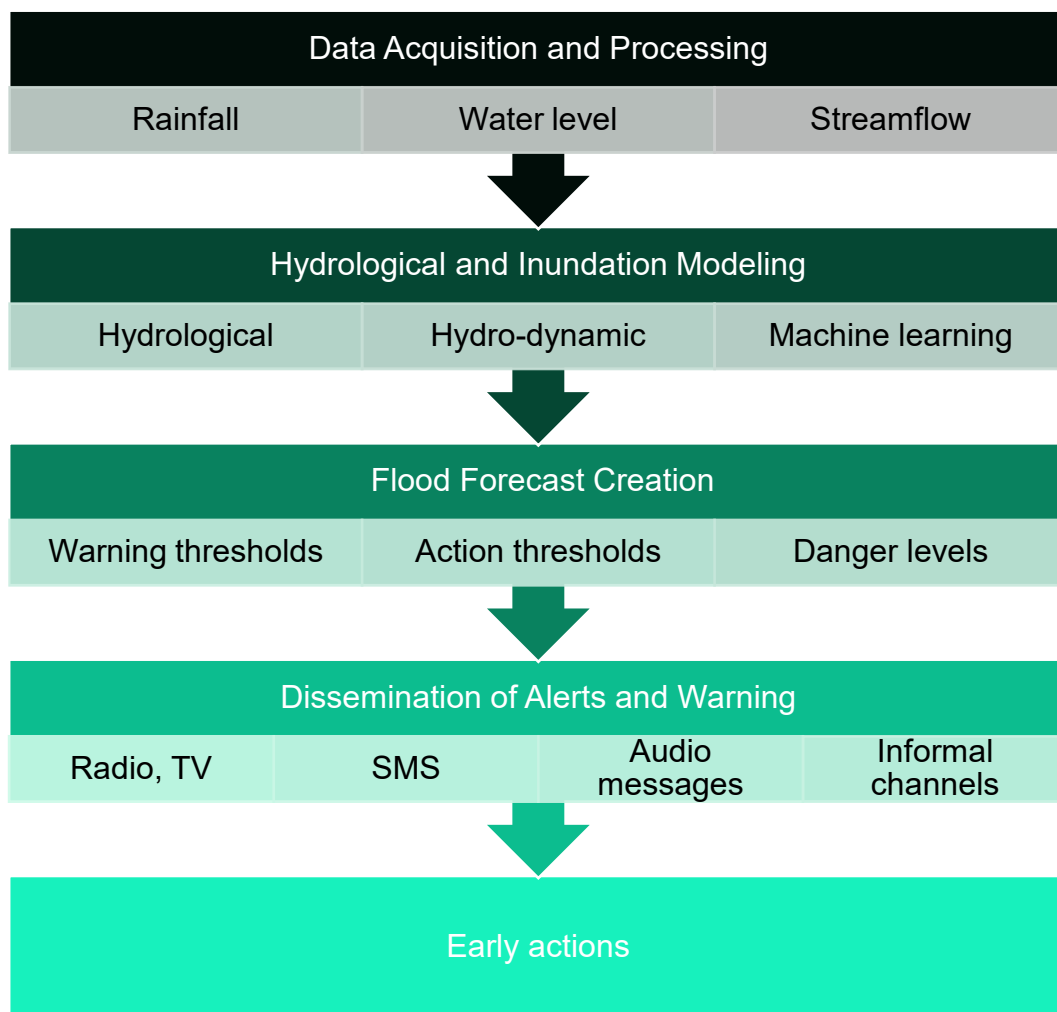 Data Acquisition and Processing
Rainfall
Water level
Streamflow
Hydrological and Inundation Modeling
Hydrological
Hydro-dynamic
Machine learning
Flood Forecast Creation
Warning thresholds
Action thresholds
Danger levels
Dissemination of Alerts and Warning
Radio, TV
SMS
Audio
messages
Informal
channels
Early actions